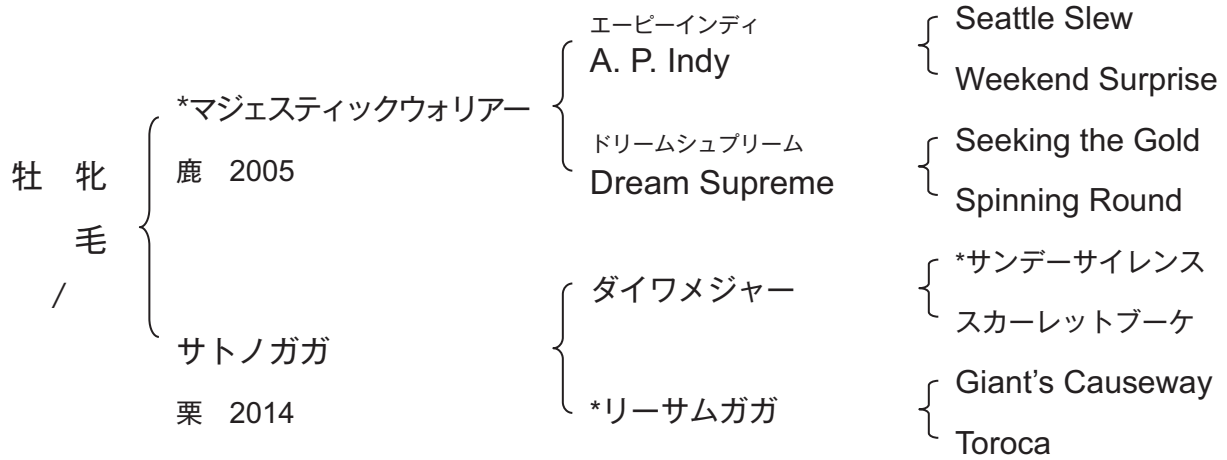 牡　牝
毛
/
*マジェスティックウォリアー
鹿　2005
サトノガガ
栗　2014
エーピーインディ
A. P. Indy
ドリームシュプリーム
Dream Supreme
ダイワメジャー
*リーサムガガ
Seattle Slew
Weekend Surprise
Seeking the Gold
Spinning Round
*サンデーサイレンス
スカーレットブーケ
Giant's Causeway
Toroca